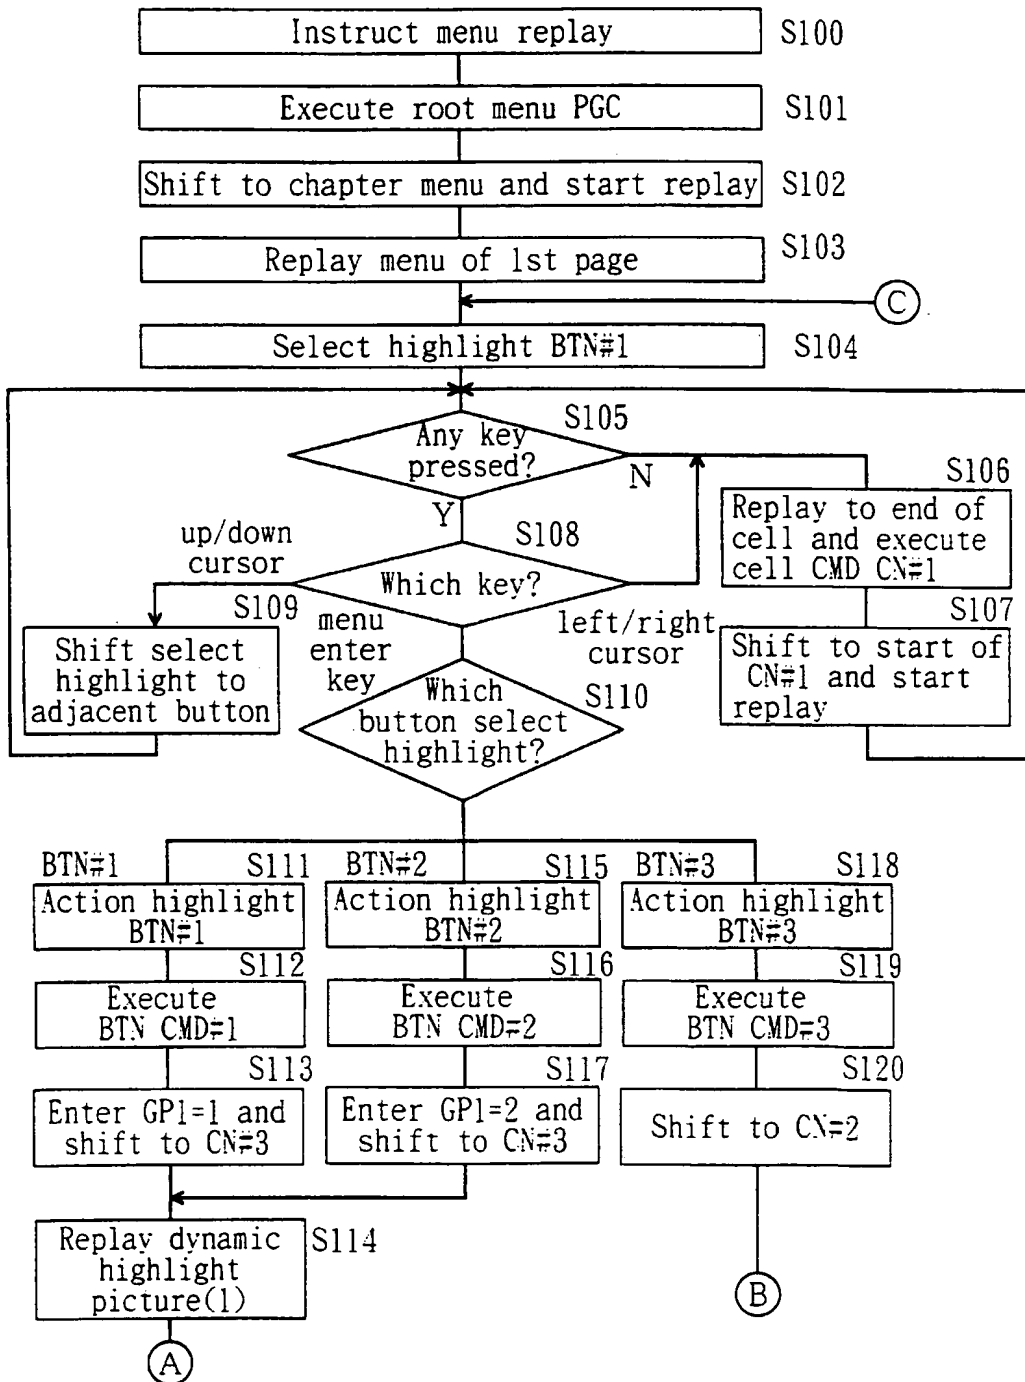 Instruct menu replay
S100
Execute root menu PGC
S101
Shift to chapter menu and start replay
S102
Replay menu of 1st page
S103
C
Select highlight BTN#1
S104
S105
Any key
pressed?
N
Y
S106
Replay to end of
cell and execute
cell CMD CN#1
S107
Shift to start of
CN#1 and start
replay
S108
Which key?
up/down
cursor
S109
Shift select
highlight to
adjacent button
menu
enter
key
left/right
cursor
S110
Which
button select
highlight?
BTN#1
S111
Action highlight
BTN#1
S112
Execute
BTN CMD#1
S113
Enter GP1=1 and
shift to CN#3
BTN#2
S115
Action highlight
BTN#2
S116
Execute
BTN CMD#2
S117
Enter GP1=2 and
shift to CN#3
BTN#3
S118
Action highlight
BTN#3
S119
Execute
BTN CMD#3
S120
Shift to CN#2
S114
Replay dynamic
highlight
picture(1)
A
B